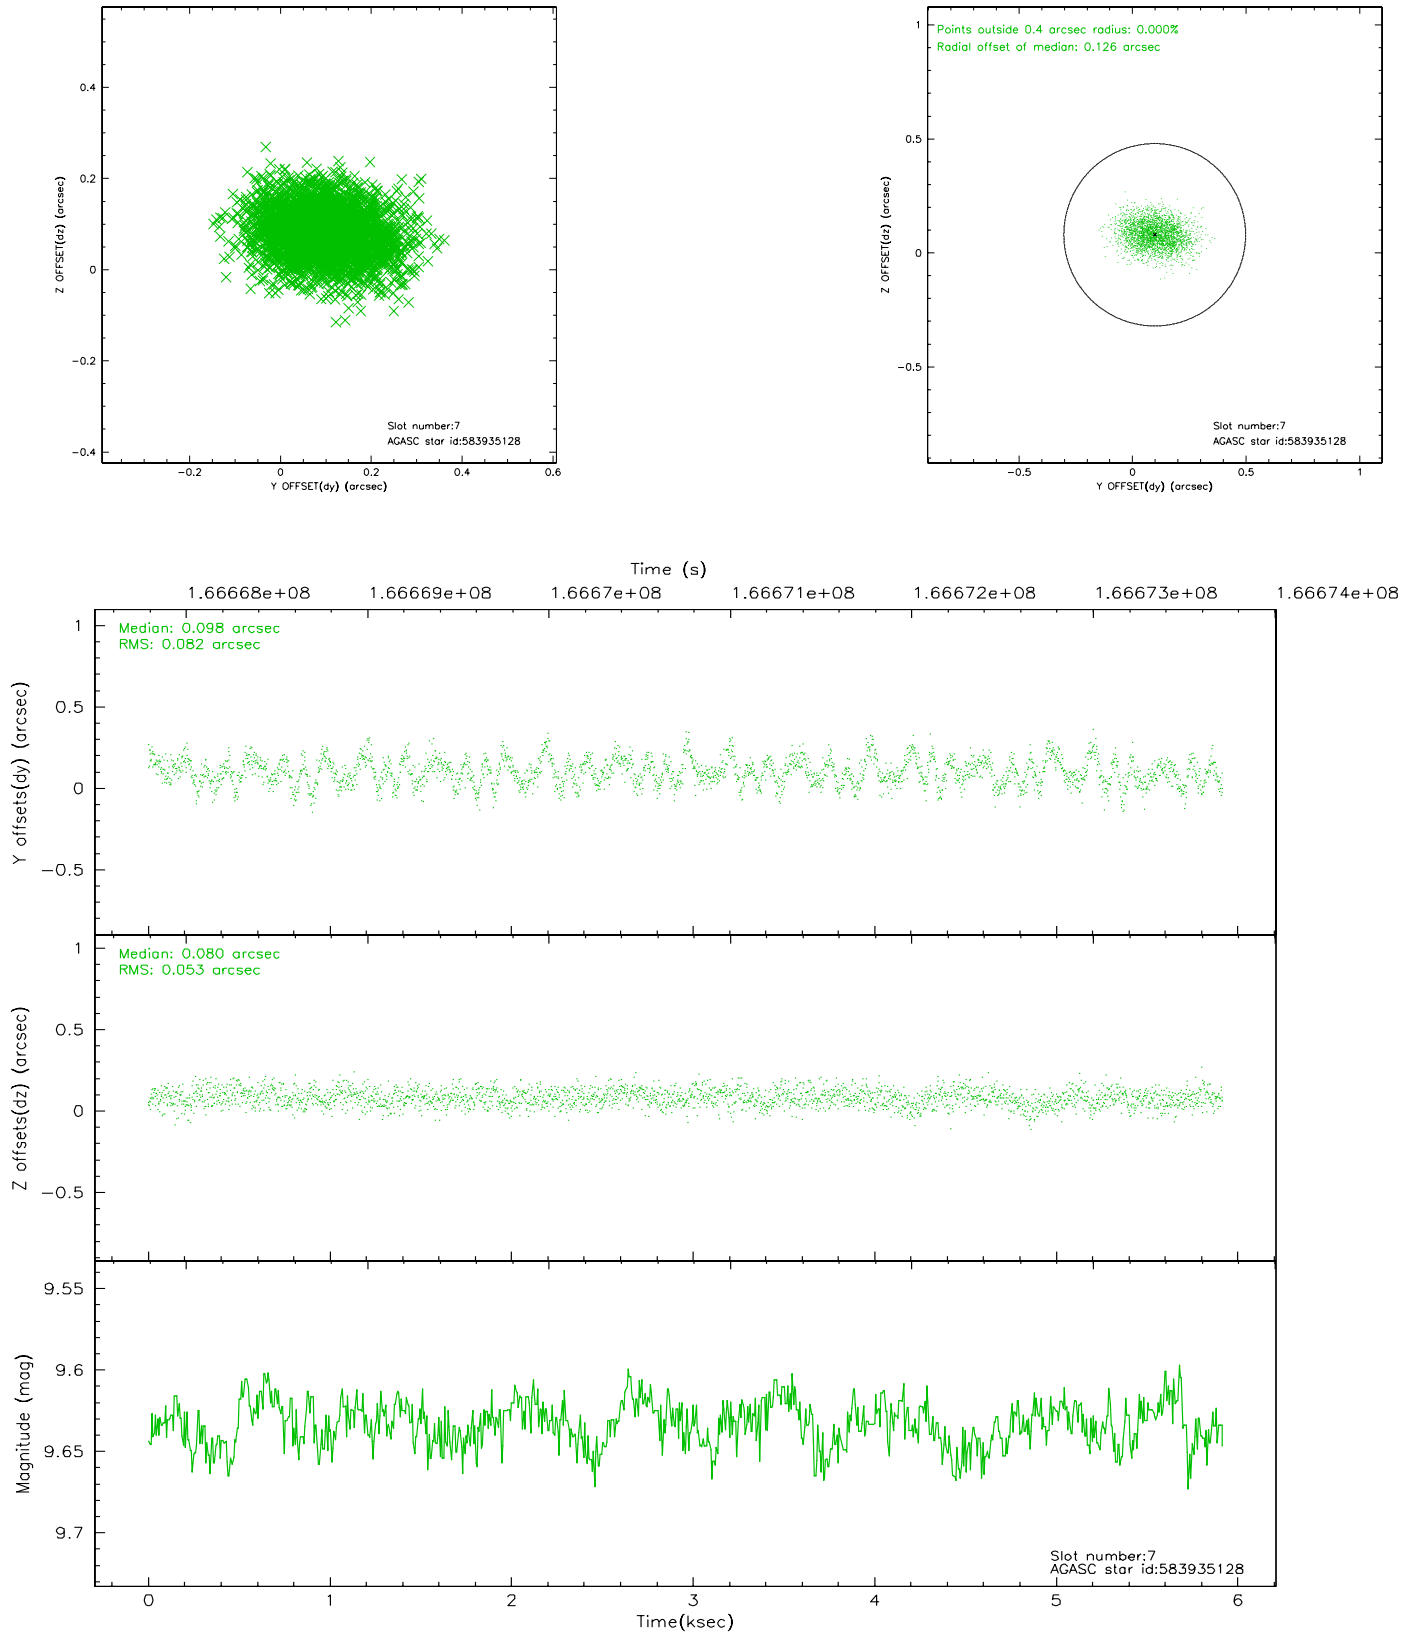 0.4
0.2
0
−0.2
−0.4
Z OFFSET(dz) (arcsec)
Slot number:7
AGASC star id:583935128
−0.2 0 0.2 0.4 0.6
Y OFFSET(dy) (arcsec)
Points outside 0.4 arcsec radius: 0.000%
Radial offset of median: 0.126 arcsec
1
0.5
0
−0.5
Z OFFSET(dz) (arcsec)
Slot number:7
AGASC star id:583935128
−0.5 0 0.5 1
Y OFFSET(dy) (arcsec)
Time (s)
1.66668e+08 1.66669e+08 1.6667e+08 1.66671e+08 1.66672e+08 1.66673e+08 1.66674e+08
Median: 0.098 arcsec
RMS: 0.082 arcsec
1
0.5
0
−0.5
Y offsets(dy) (arcsec)
Median: 0.080 arcsec
RMS: 0.053 arcsec
1
0.5
0
−0.5
Z offsets(dz) (arcsec)
9.55
9.6
9.65
9.7
Magnitude (mag)
Slot number:7
AGASC star id:583935128
0 1 2 3 4 5 6
Time(ksec)